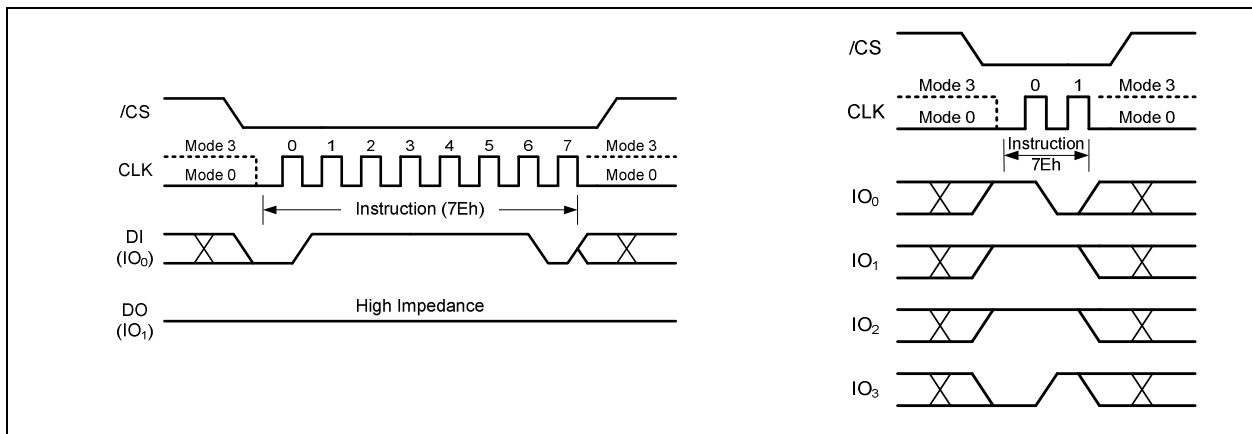 /CS
Mode 3 0 1 2 3 4 5 6 7 Mode 3
CLK Mode 0 Mode 0
Instruction (7Eh)
DI
(IO₀)
High Impedance
DO
(IO₁)
/CS
Mode 3 0 1 Mode 3
CLK Mode 0 Mode 0
Instruction
7Eh
IO₀
IO₁
IO₂
IO₃